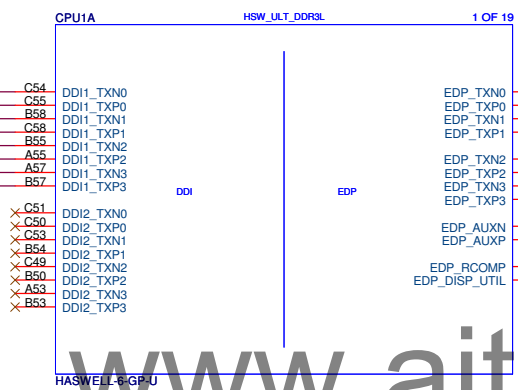 CPU1A HSW_ULT_DDR3L 1 OF 19
C54 DDI1_TXN0 EDP_TXN0
C55 DDI1_TXP0 EDP_TXP0
B58 DDI1_TXN1 EDP_TXN1
C58 DDI1_TXP1 EDP_TXP1
B55 DDI1_TXN2
A55 DDI1_TXP2 EDP_TXN2
A57 DDI1_TXN3 EDP_TXP2
B57 DDI1_TXP3 EDP_TXN3
DDI EDP
EDP_TXP3
C51 DDI2_TXN0
C50 DDI2_TXP0 EDP_AUXN
C53 DDI2_TXN1 EDP_AUXP
B54 DDI2_TXP1
C49 DDI2_TXN2 EDP_RCOMP
B50 DDI2_TXP2 EDP_DISP_UTIL
A53 DDI2_TXN3
B53 DDI2_TXP3
www.ait
HASWELL-6-GP-U